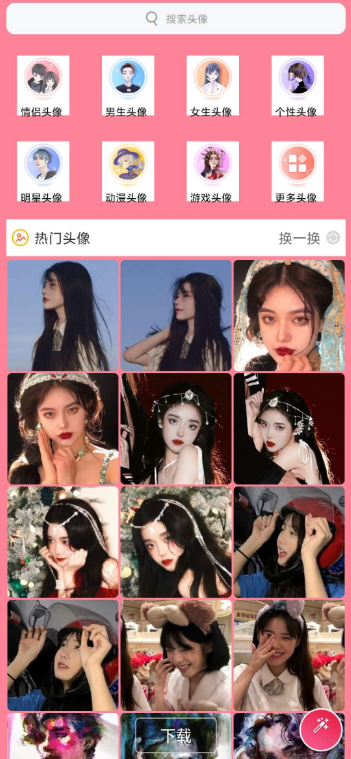 搜索头像
情侣头像
男生头像
女生头像
个性头像
明星头像
动漫头像
游戏头像
更多头像
热门头像
换一换
下载